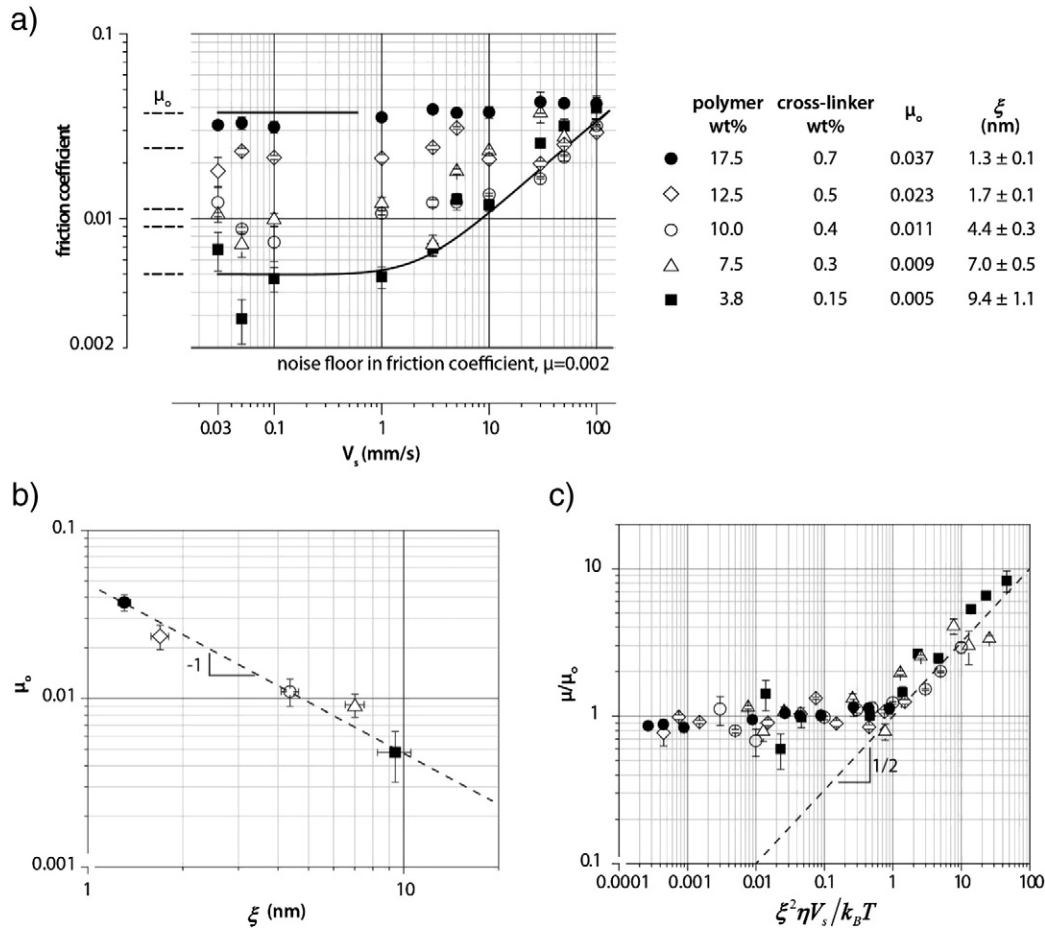 a)
0.1
μₒ
0.01
0.002
friction coefficient
noise floor in friction coefficient, μ=0.002
0.03 0.1 1 10 100
Vₛ (mm/s)
polymer cross-linker μₒ ξ
wt% wt% (nm)
17.5 0.7 0.037 1.3 ± 0.1
12.5 0.5 0.023 1.7 ± 0.1
10.0 0.4 0.011 4.4 ± 0.3
7.5 0.3 0.009 7.0 ± 0.5
3.8 0.15 0.005 9.4 ± 1.1
b)
0.1
-1
0.01
μₒ
0.001
1 10
ξ (nm)
c)
10
μ/μₒ
1
1/2
0.1
0.0001 0.001 0.01 0.1 1 10 100
ξ²ηVₛ/k_BT